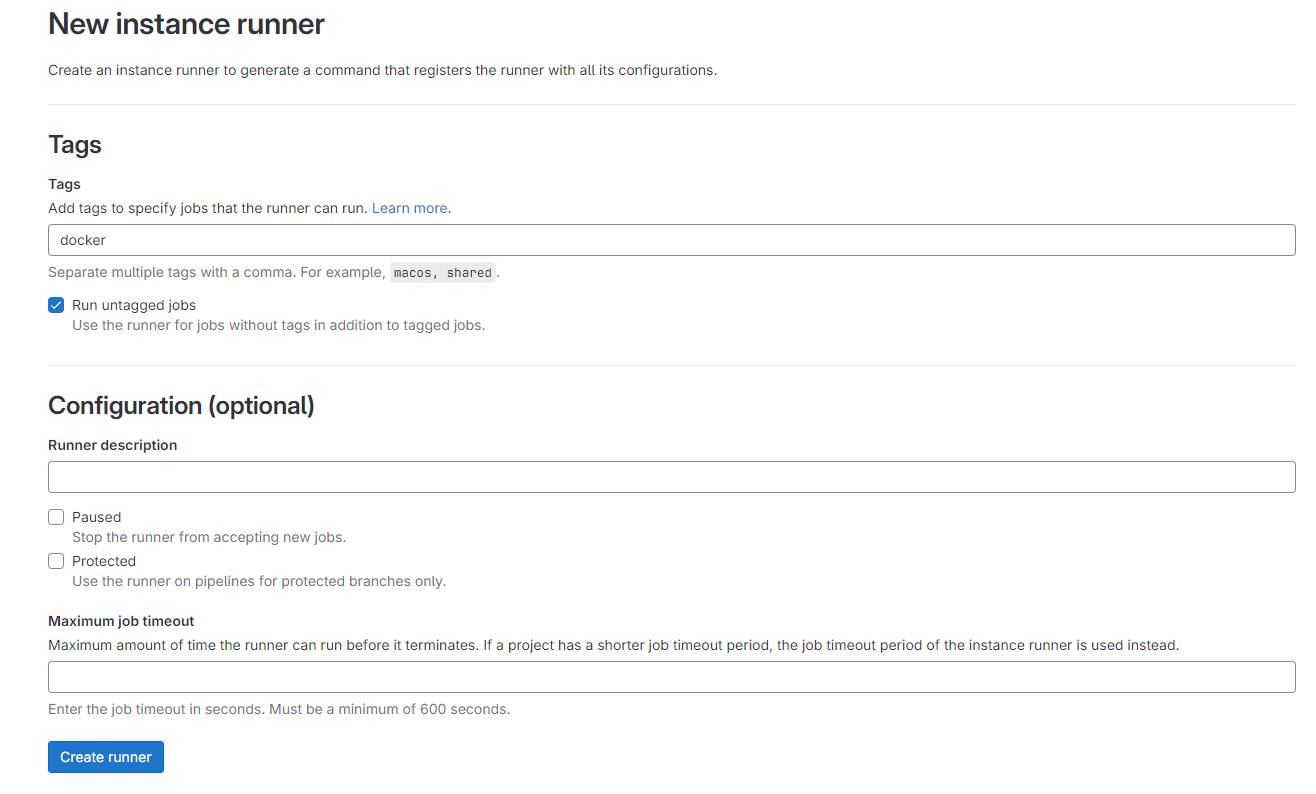 New instance runner
Create an instance runner to generate a command that registers the runner with all its configurations.
Tags
Tags
Add tags to specify jobs that the runner can run. Learn more.
docker
Separate multiple tags with a comma. For example, macos, shared.
Run untagged jobs
Use the runner for jobs without tags in addition to tagged jobs.
Configuration (optional)
Runner description
Paused
Stop the runner from accepting new jobs.
Protected
Use the runner on pipelines for protected branches only.
Maximum job timeout
Maximum amount of time the runner can run before it terminates. If a project has a shorter job timeout period, the job timeout period of the instance runner is used instead.
Enter the job timeout in seconds. Must be a minimum of 600 seconds.
Create runner